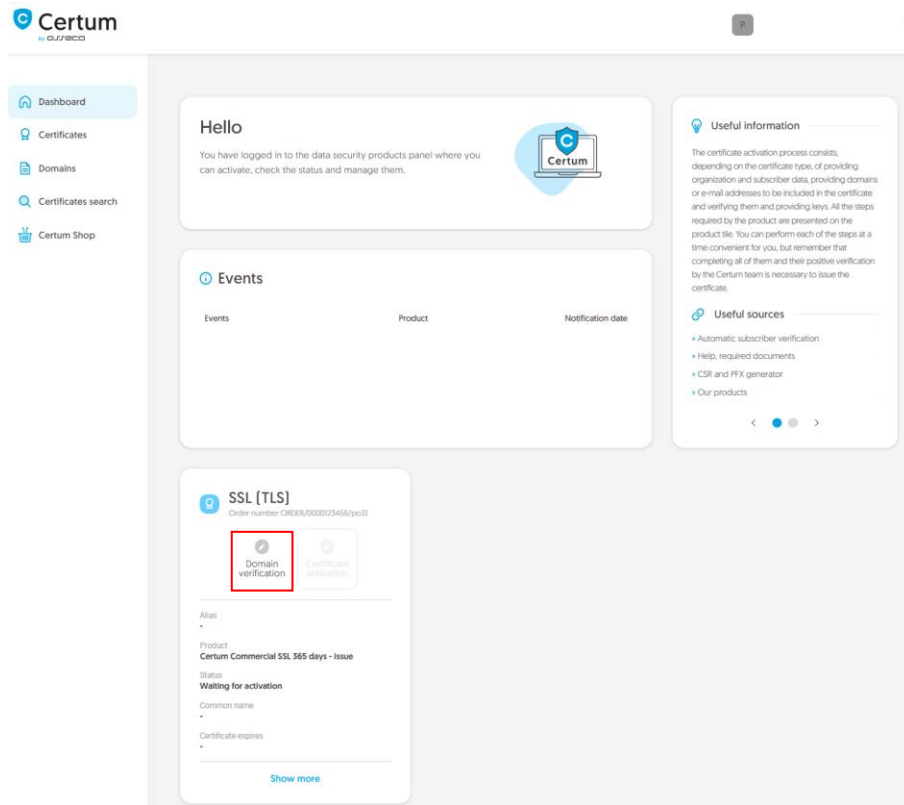 Certum
by asseco
P
Dashboard
Certificates
Domains
Certificates search
Certum Shop
Hello
You have logged in to the data security products panel where you
can activate, check the status and manage them.
Certum
Events
Events Product Notification date
Useful information
The certificate activation process consists,
depending on the certificate type, of providing
organization and subscriber data, providing domains
or e-mail addresses to be included in the certificate
and verifying them and providing keys. All the steps
required by the product are presented on the
product tile. You can perform each of the steps at a
time convenient for you, but remember that
completing all of them and their positive verification
by the Certum team is necessary to issue the
certificate.
Useful sources
Automatic subscriber verification
Help, required documents
CSR and PFX generator
Our products
SSL (TLS)
Order number ORDER/0000123456/po31
Domain
verification
Certificate
activation
Alias
-
Product
Certum Commercial SSL 365 days - issue
Status
Waiting for activation
Common name
-
Certificate expires
-
Show more